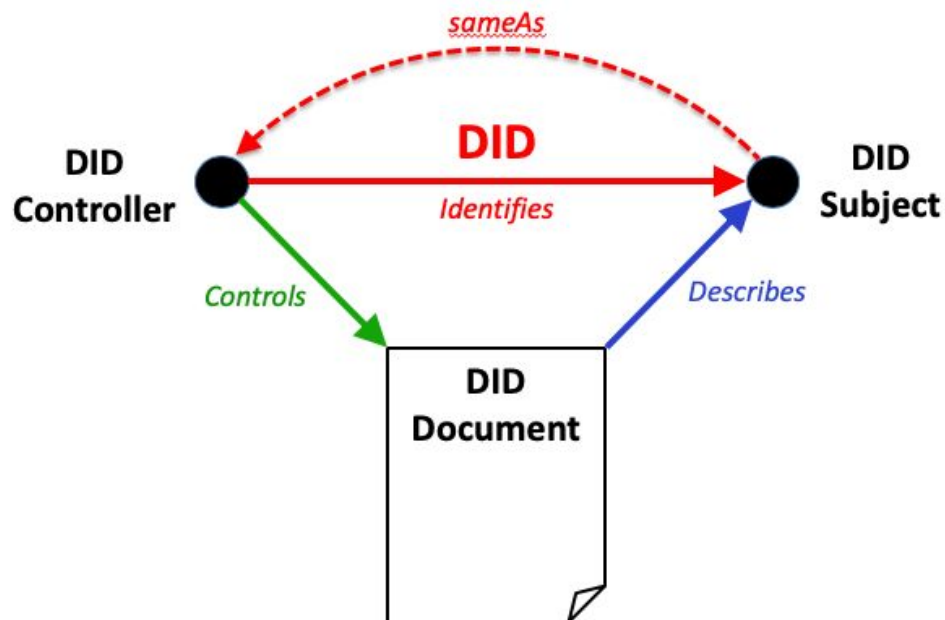 sameAs
DID
DID
Controller
Identifies
DID
Subject
Controls
Describes
DID
Document